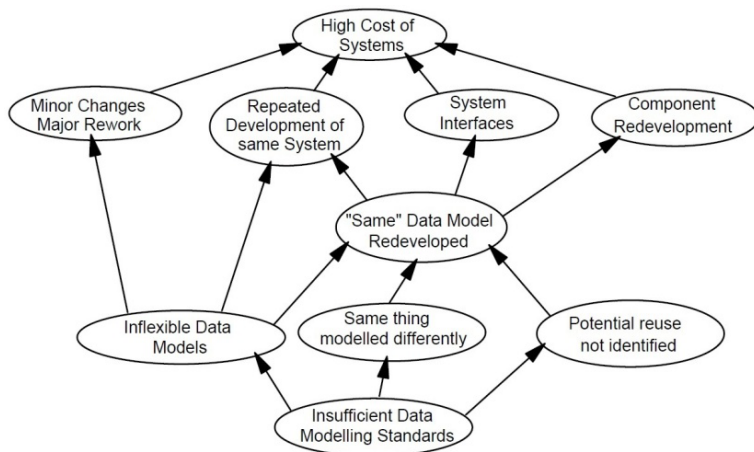 High Cost of
Systems
Minor Changes
Major Rework
Repeated
Development of
same System
System
Interfaces
Component
Redevelopment
"Same" Data Model
Redeveloped
Inflexible Data
Models
Same thing
modelled differently
Potential reuse
not identified
Insufficient Data
Modelling Standards